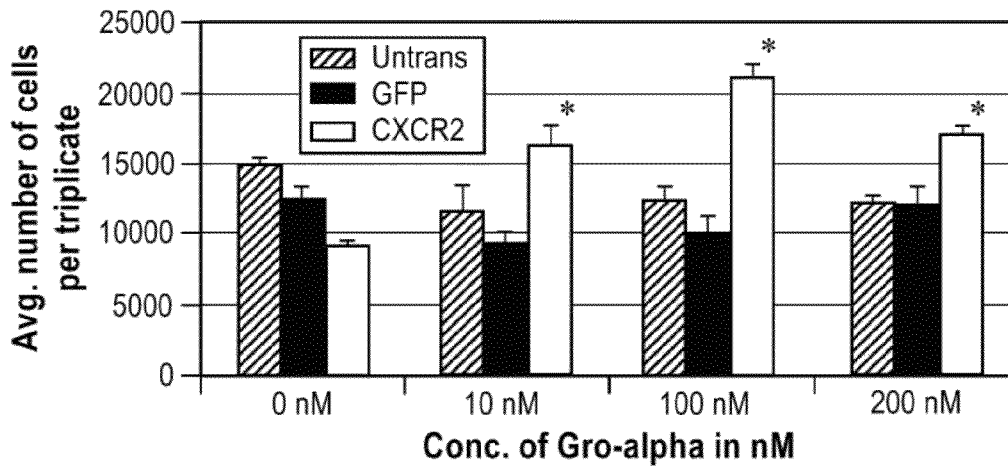 Avg. number of cells
per triplicate
25000
20000
15000
10000
5000
0
Untrans
GFP
CXCR2
*
*
*
0 nM
10 nM
100 nM
200 nM
Conc. of Gro-alpha in nM